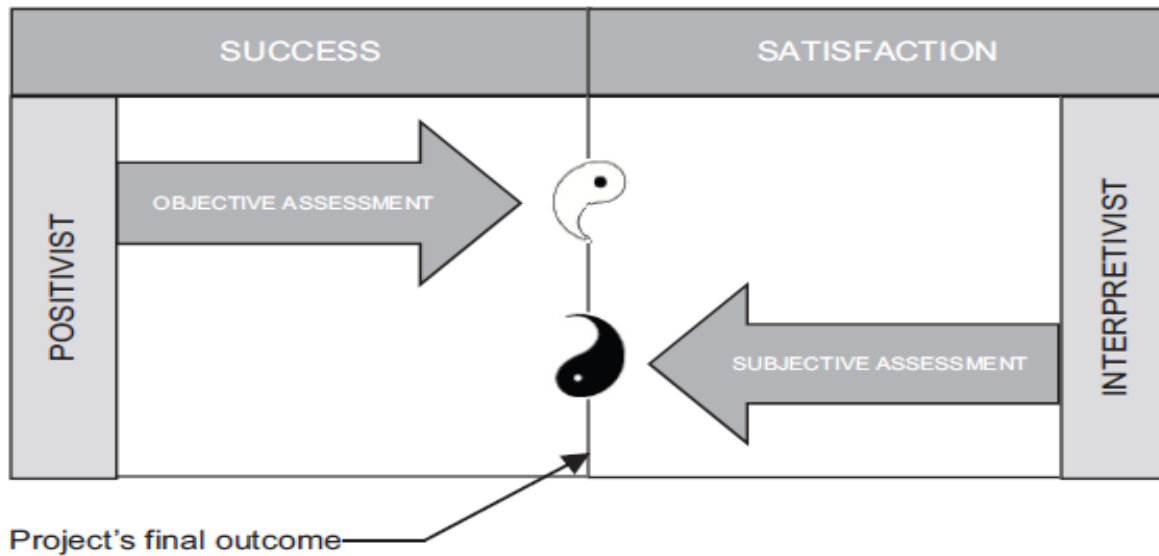 SUCCESS
SATISFACTION
POSITIVIST
OBJECTIVE ASSESSMENT
SUBJECTIVE ASSESSMENT
INTERPRETIVIST
Project's final outcome